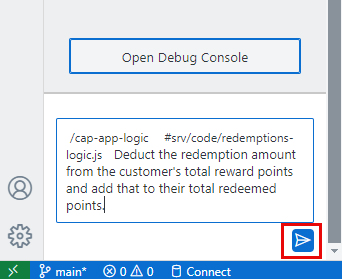 Open Debug Console
/cap-app-logic #srv/code/redemptions-
logic.js Deduct the redemption amount
from the customer's total reward points
and add that to their total redeemed
points.
main* 0 0 Connect